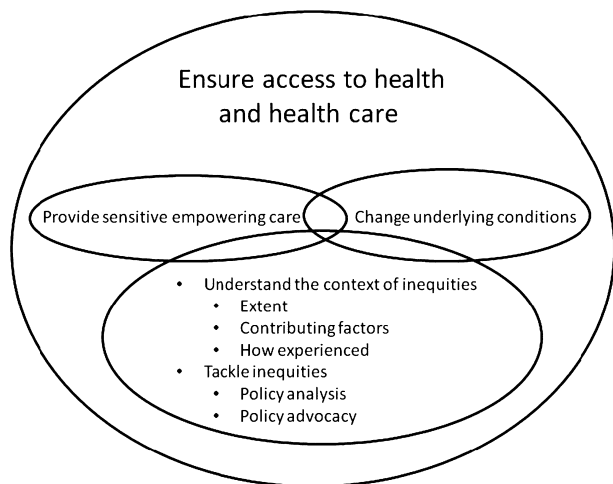 Ensure access to health
and health care
Provide sensitive empowering care
Change underlying conditions
• Understand the context of inequities
• Extent
• Contributing factors
• How experienced
• Tackle inequities
• Policy analysis
• Policy advocacy